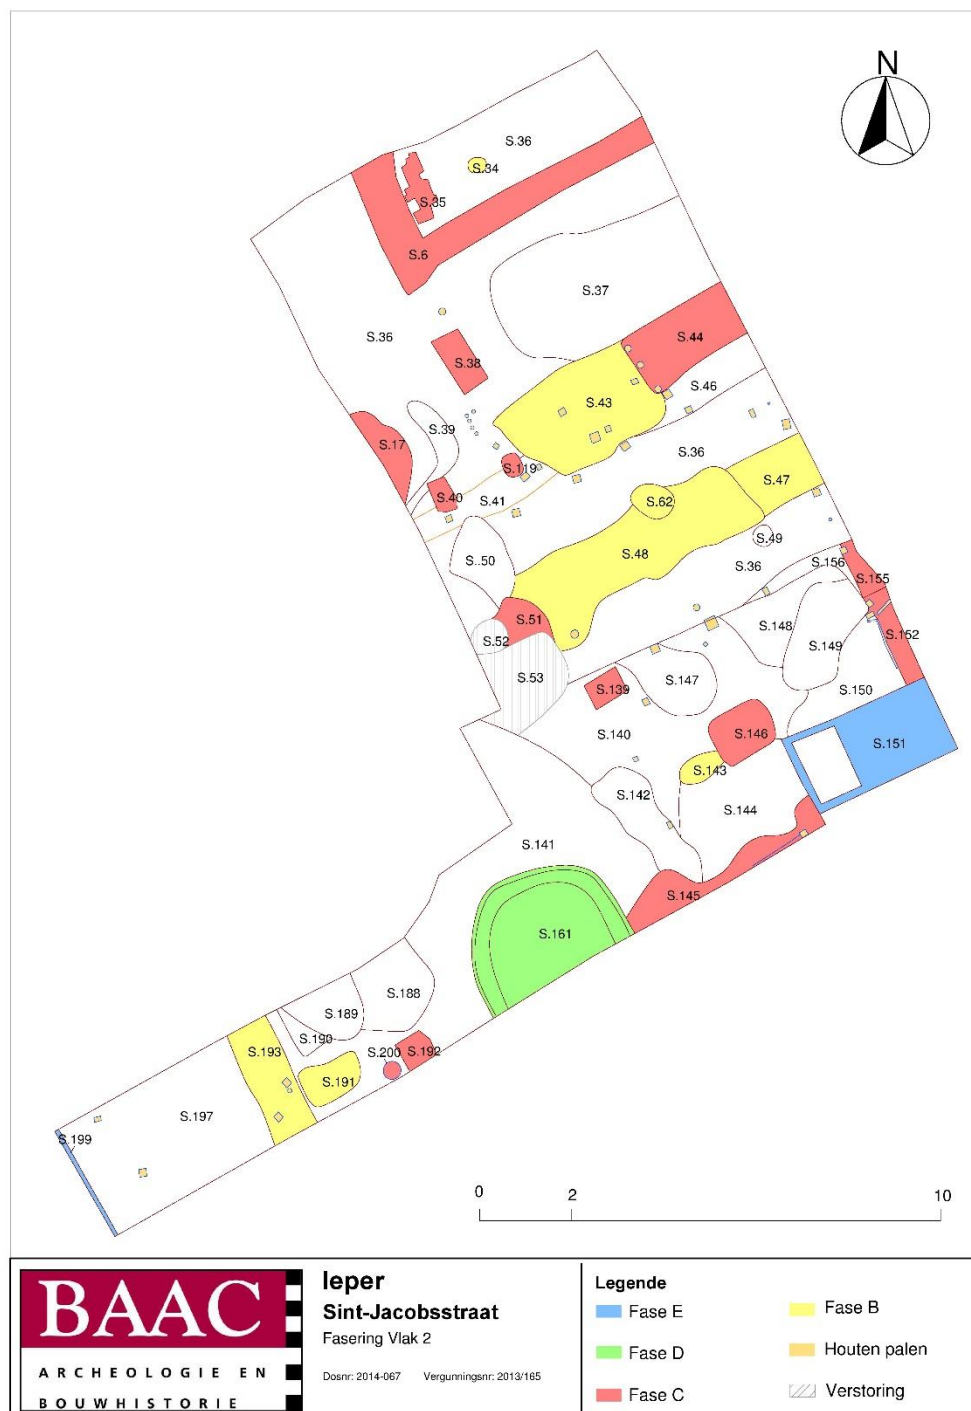 N
S.36
S.34
S.35
S.6
S.37
S.36
S.44
S.38
S.46
S.43
S.39
S.17
S.36
S.119
S.47
S.40
S.41
S.62
S.49
S.48
S.50
S.36
S.156
S.155
S.51
S.148
S.152
S.52
S.149
S.53
S.147
S.139
S.150
S.140
S.146
S.151
S.143
S.142
S.144
S.141
S.145
S.161
S.188
S.189
S.190
S.193
S.200
S.192
S.191
S.197
S.199
0 2 10
BAAC
ARCHEOLOGIE EN
BOUWHISTORIE
Ieper
Sint-Jacobsstraat
Fasering Vlak 2
Dosnr: 2014-067 Vergunningsnr: 2013/165
Legende
Fase E
Fase D
Fase C
Fase B
Houten palen
Verstoring